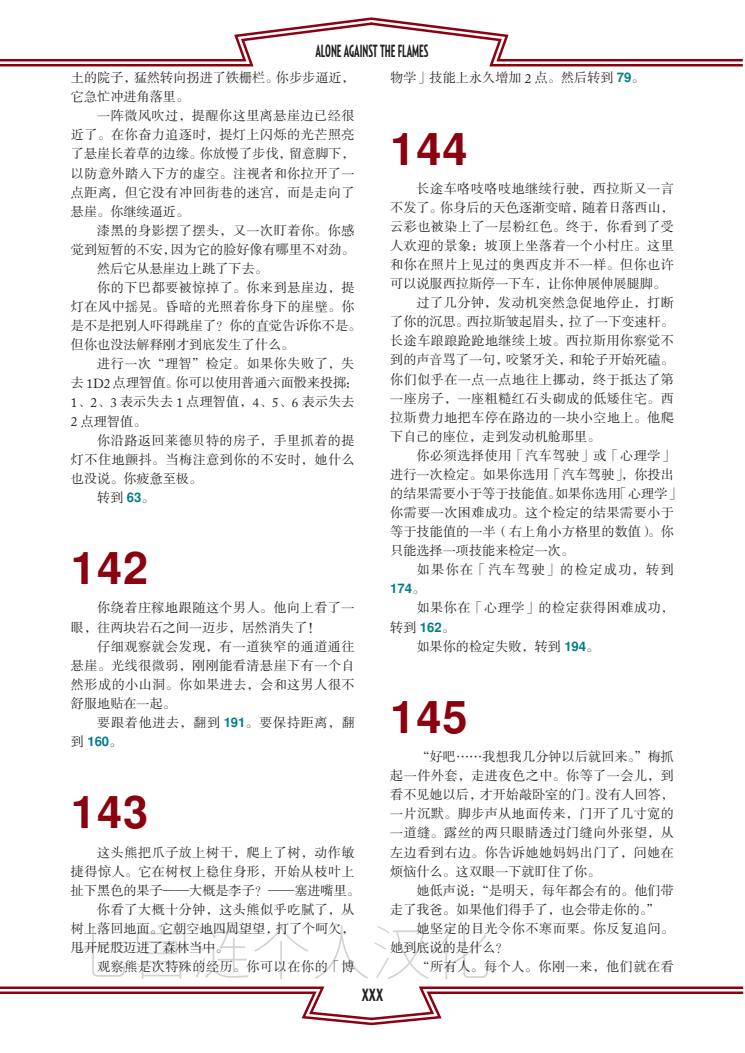 ALONE AGAINST THE FLAMES
土的院子，猛然转向拐进了铁栅栏。你步步逼近，
它急忙冲进角落里。
一阵微风吹过，提醒你这里离悬崖边已经很
近了。在你奋力追逐时，提灯上闪烁的光芒照亮
了悬崖长着草的边缘。你放慢了步伐，留意脚下，
以防意外踏入下方的虚空。注视者和你拉开了一
点距离，但它没有冲回街巷的迷宫，而是走向了
悬崖。你继续逼近。
漆黑的身影摆了摆头，又一次盯着你。你感
觉到短暂的不安，因为它的脸好像有哪里不对劲。
然后它从悬崖边上跳了下去。
你的下巴都要被惊掉了。你来到悬崖边，提
灯在风中摇晃。昏暗的光照着你身下的崖壁。你
是不是把别人吓得跳崖了？你的直觉告诉你不是。
但你也没法解释刚才到底发生了什么。
进行一次“理智”检定。如果你失败了，失
去 1D2 点理智值。你可以使用普通六面骰来投掷；
1、2、3 表示失去 1 点理智值，4、5、6 表示失去
2 点理智值。
你沿路返回莱德贝特的房子，手里抓着的提
灯不住地颤抖。当梅注意到你的不安时，她什么
也没说。你疲惫至极。
转到 63。
142
你绕着庄稼地跟随这个男人。他向上看了一
眼，往两块岩石之间一迈步，居然消失了！
仔细观察就会发现，有一道狭窄的通道通往
悬崖。光线很微弱，刚刚能看清悬崖下有一个自
然形成的小山洞。你如果进去，会和这男人很不
舒服地贴在一起。
要跟着他进去，翻到 191。要保持距离，翻
到 160。
143
这头熊把爪子放上树干，爬上了树，动作敏
捷得惊人。它在树杈上稳住身形，开始从枝叶上
扯下黑色的果子——大概是李子？——塞进嘴里。
你看了大概十分钟，这头熊似乎吃腻了，从
树上落回地面。它朝空地四周望望，打了个呵欠，
甩开屁股迈进了森林当中。
观察熊是次特殊的经历。你可以在你的「博
物学」技能上永久增加 2 点。然后转到 79。
144
长途车咯吱咯吱地继续行驶，西拉斯又一言
不发了。你身后的天色逐渐变暗，随着日落西山，
云彩也被染上了一层粉红色。终于，你看到了受
人欢迎的景象：坡顶上坐落着一个小村庄。这里
和你在照片上见过的奥西皮并不一样。但你也许
可以说服西拉斯停一下车，让你伸展伸展腿脚。
过了几分钟，发动机突然急促地停止，打断
了你的沉思。西拉斯皱起眉头，拉了一下变速杆。
长途车踉踉跄跄地继续上坡。西拉斯用你察觉不
到的声音骂了一句，咬紧牙关，和轮子开始死磕。
你们似乎在一点一点地往上挪动，终于抵达了第
一座房子，一座粗糙红石头砌成的低矮住宅。西
拉斯费力地把车停在路边的一块小空地上。他爬
下自己的座位，走到发动机舱那里。
你必须选择使用「汽车驾驶」或「心理学」
进行一次检定。如果你选用「汽车驾驶」，你投出
的结果需要小于等于技能值。如果你选用「心理学」
你需要一次困难成功。这个检定的结果需要小于
等于技能值的一半（右上角小方格里的数值）。你
只能选择一项技能来检定一次。
如果你在「汽车驾驶」的检定成功，转到
174。
如果你在「心理学」的检定获得困难成功，
转到 162。
如果你的检定失败，转到 194。
145
“好吧……我想我几分钟以后就回来。”梅抓
起一件外套，走进夜色之中。你等了一会儿，到
看不见她以后，才开始敲卧室的门。没有人回答，
一片沉默。脚步声从地面传来，门开了几寸宽的
一道缝。露丝的两只眼睛透过门缝向外张望，从
左边看到右边。你告诉她她妈妈出门了，问她在
烦恼什么。这双眼一下就盯住了你。
她低声说：“是明天，每年都会有的。他们带
走了我爸。如果他们得手了，也会带走你的。”
她坚定的目光令你不寒而栗。你反复追问。
她到底说的是什么？
“所有人。每个人。你刚一来，他们就在看
XXX